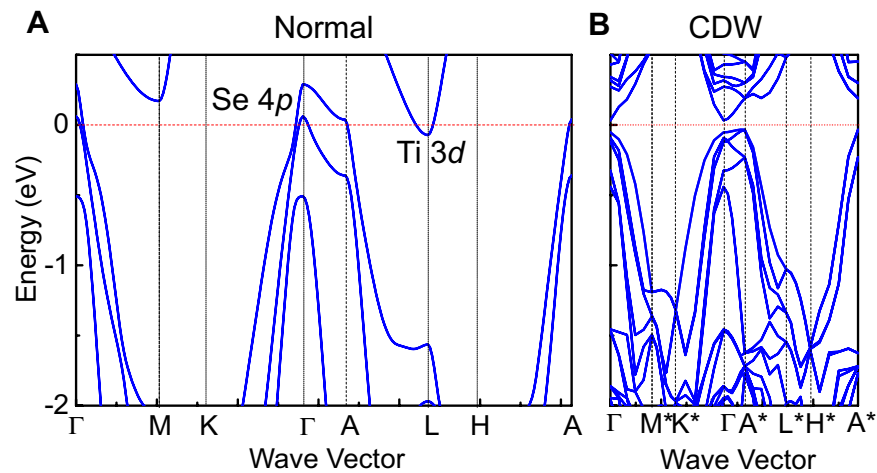 A Normal
B CDW
Se 4p
Ti 3d
Energy (eV)
0
-1
-2
Γ M K Γ A L H A
Wave Vector
Γ M* K* Γ A* L* H* A*
Wave Vector